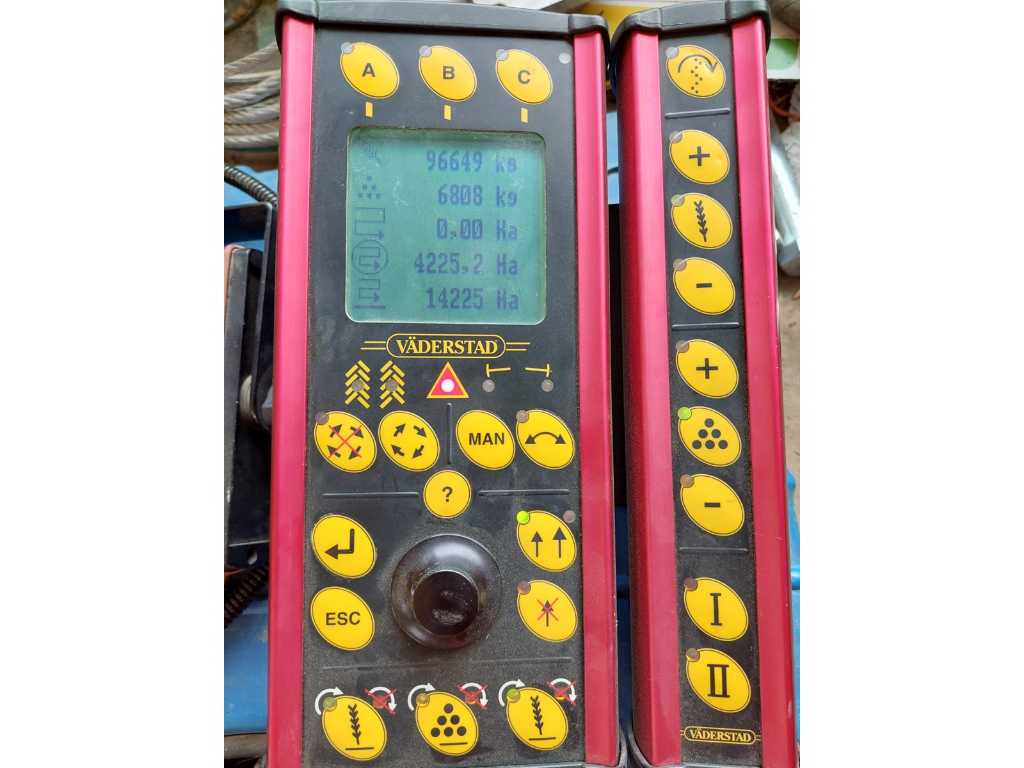 A B C
96649 kg
6808 kg
0,00 Ha
4225,2 Ha
14225 Ha
VÄDERSTAD
MAN
?
ESC
+
-
+
-
I
II
VÄDERSTAD